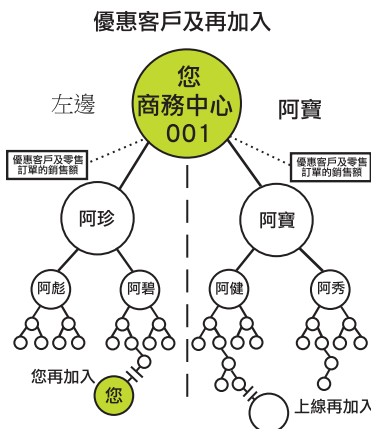 優惠客戶及再加入
您
商務中心
001
左邊
阿寶
優惠客戶及零售
訂單的銷售額
優惠客戶及零售
訂單的銷售額
阿珍
阿寶
阿彪
阿碧
阿健
阿秀
您再加入
您
上線再加入